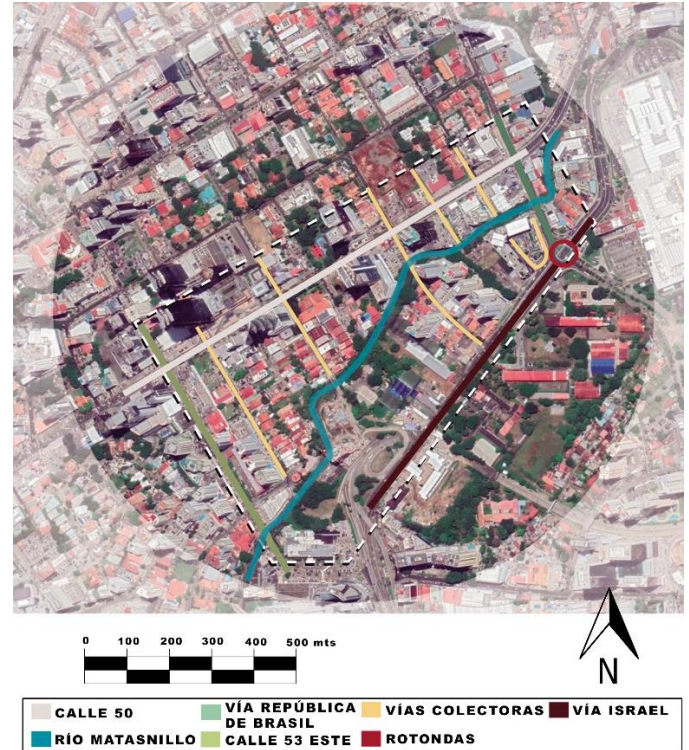 0 100 200 300 400 500 mts
N
CALLE 50
VÍA REPÚBLICA
DE BRASIL
VÍAS COLECTORAS
VÍA ISRAEL
RÍO MATASNILLO
CALLE 53 ESTE
ROTONDAS